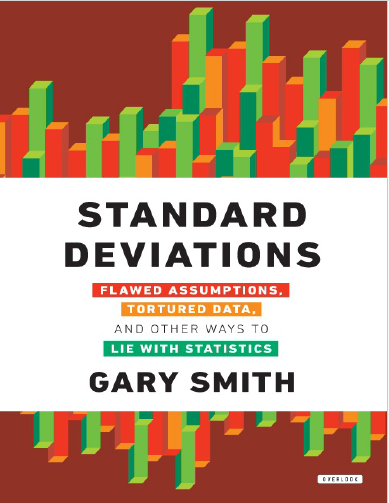 STANDARD
DEVIATIONS
FLAWED ASSUMPTIONS,
TORTURED DATA,
AND OTHER WAYS TO
LIE WITH STATISTICS
GARY SMITH
OVERLOOK